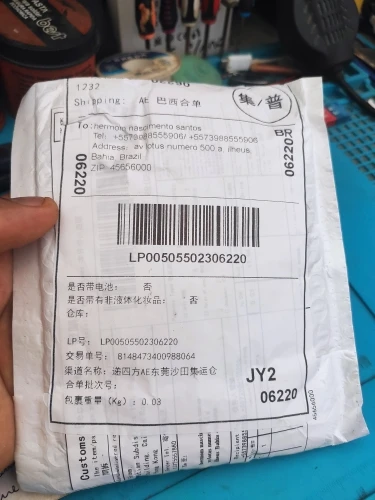 1232
02200
Shipping: AE 巴西合单
集/普
To:hermom nascimento santos
Tel: +5573988555906/ +5573988555906
Address: av lotus numero 500 a. ilheus.
Bahia Brazil
ZIP: 45656000
BR
06220
06220
LP00505502306220
是否带电池: 否
是否带有非液体化妆品: 否
仓库:
LP号: LP00505502306220
交易单号: 8148473400988064
渠道名称: 递四方AE东莞沙田集运仓
合单批次号:
包裹重量 (Kg): 0.03
JY2
06220
45656000
Customs